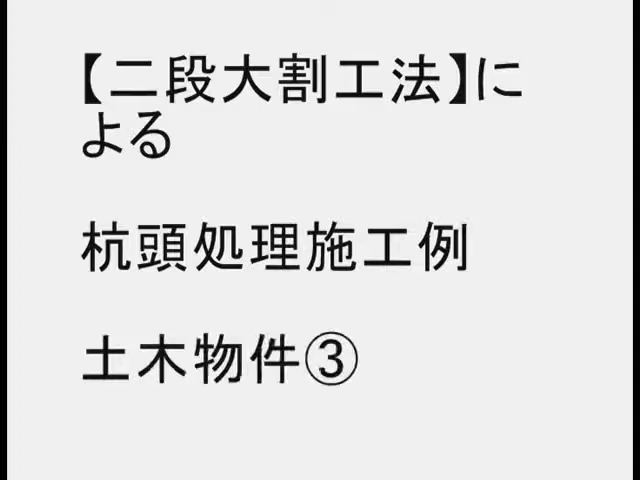 【二段大割工法】に
よる
杭頭処理施工例
土木物件③